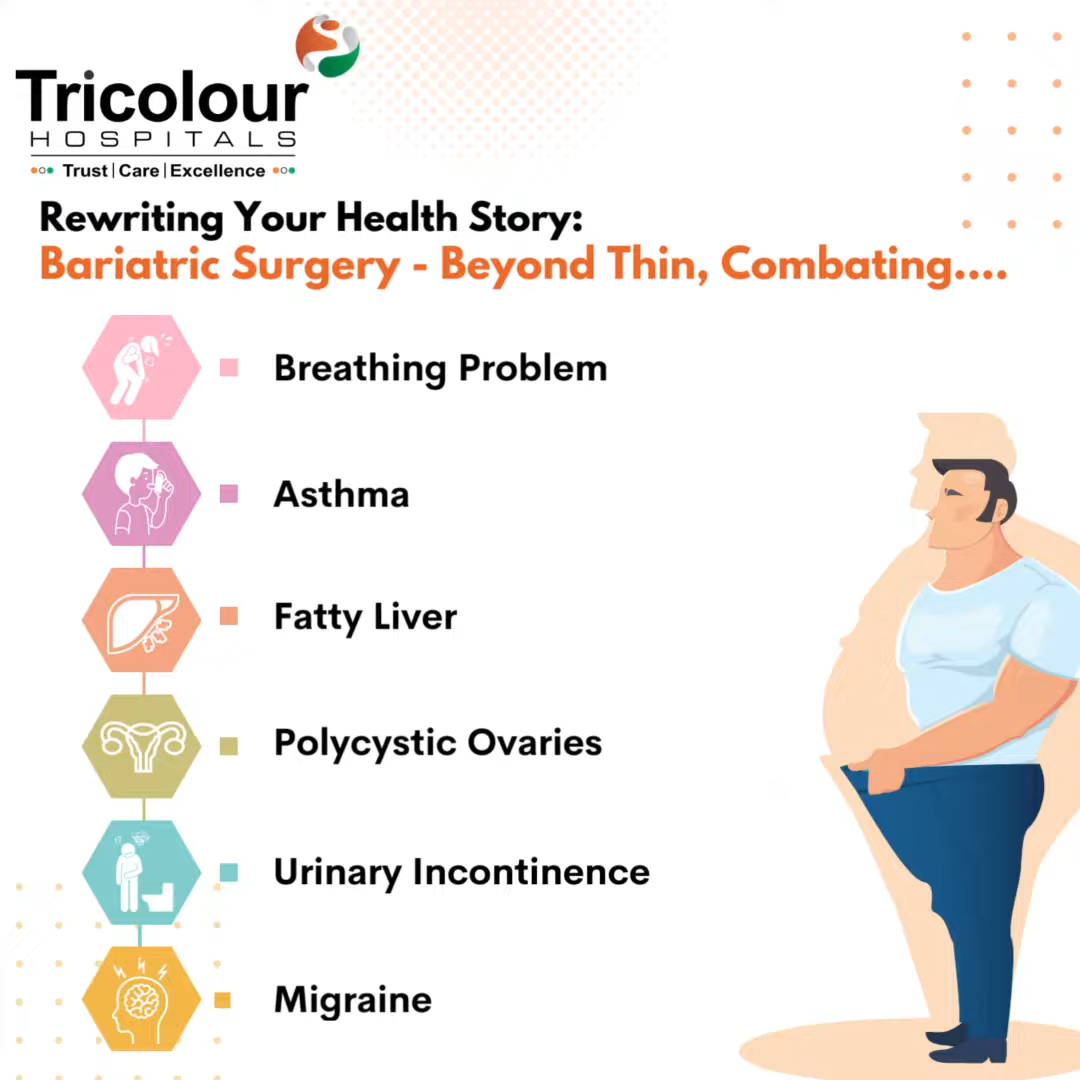 Tricolour
HOSPITALS
Trust | Care | Excellence
Rewriting Your Health Story:
Bariatric Surgery - Beyond Thin, Combating....
Breathing Problem
Asthma
Fatty Liver
Polycystic Ovaries
Urinary Incontinence
Migraine